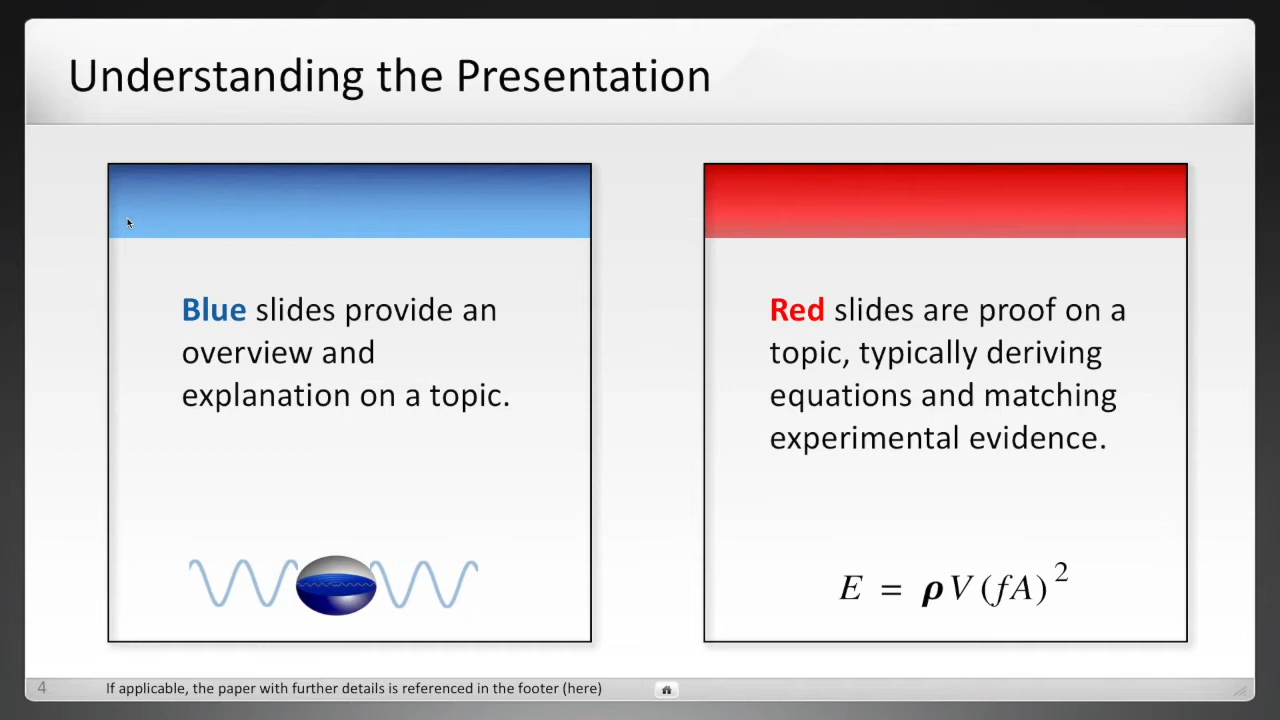 Understanding the Presentation
Blue slides provide an
overview and
explanation on a topic.
Red slides are proof on a
topic, typically deriving
equations and matching
experimental evidence.
E = ρV(fA)²
4
If applicable, the paper with further details is referenced in the footer (here)